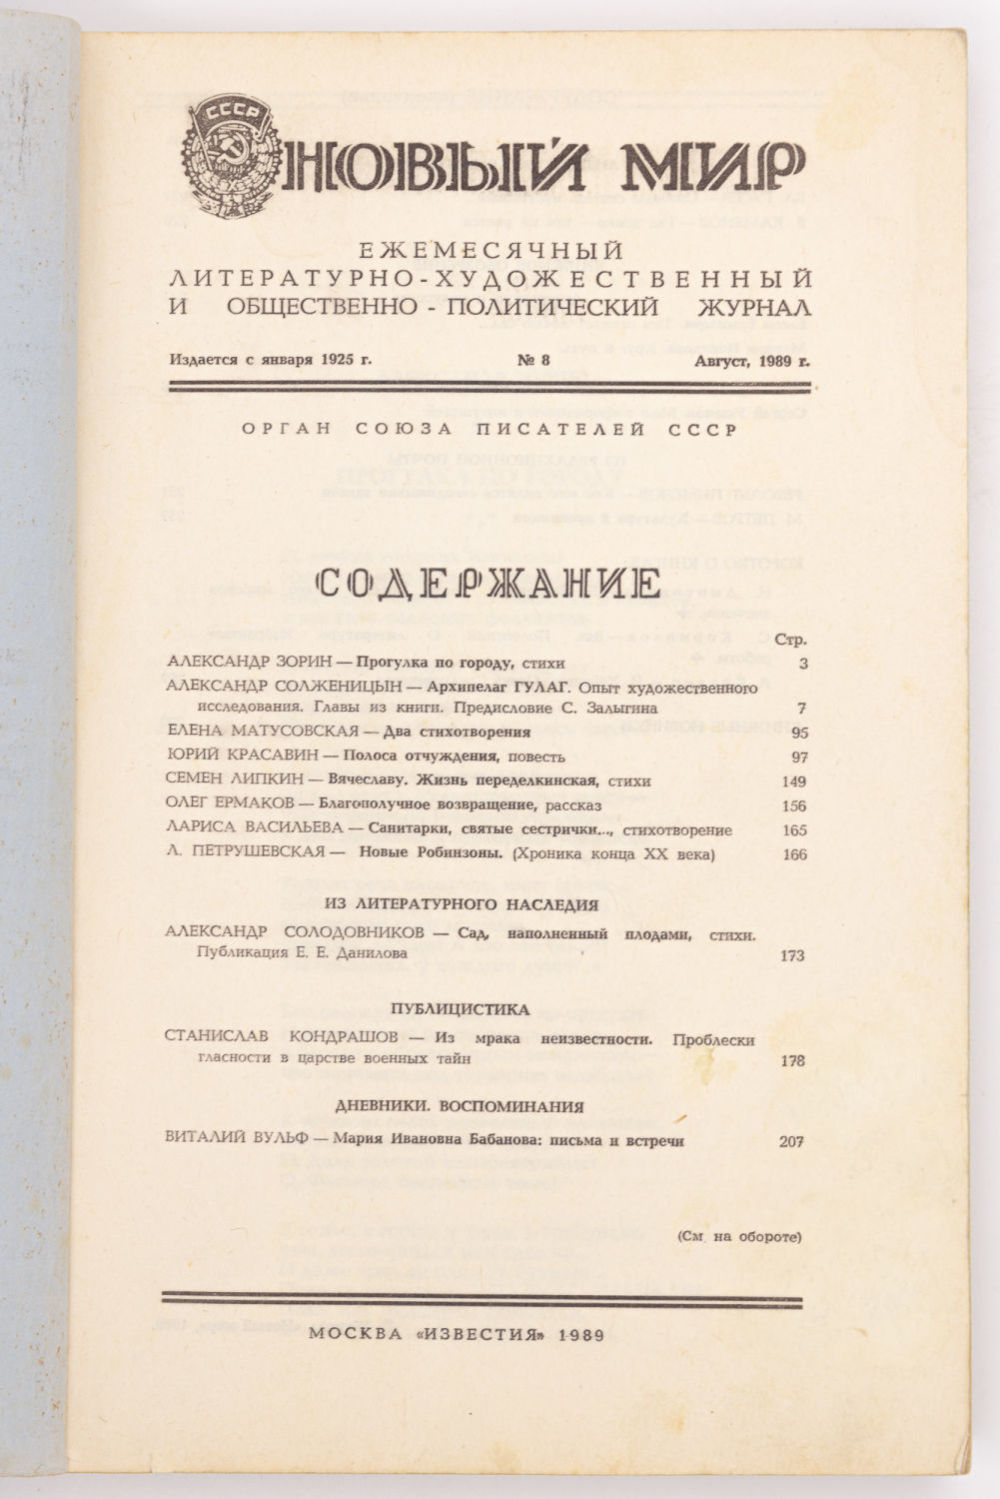 СССР
НОВЫЙ МИР
ЕЖЕМЕСЯЧНЫЙ
ЛИТЕРАТУРНО-ХУДОЖЕСТВЕННЫЙ
И ОБЩЕСТВЕННО-ПОЛИТИЧЕСКИЙ ЖУРНАЛ
Издается с января 1925 г. № 8 Август, 1989 г.
ОРГАН СОЮЗА ПИСАТЕЛЕЙ СССР
СОДЕРЖАНИЕ
Стр.
АЛЕКСАНДР ЗОРИН — Прогулка по городу, стихи 3
АЛЕКСАНДР СОЛЖЕНИЦЫН — Архипелаг ГУЛАГ. Опыт художественного
исследования. Главы из книги. Предисловие С. Залыгина 7
ЕЛЕНА МАТУСОВСКАЯ — Два стихотворения 95
ЮРИЙ КРАСАВИН — Полоса отчуждения, повесть 97
СЕМЕН ЛИПКИН — Вячеславу. Жизнь переделкинская, стихи 149
ОЛЕГ ЕРМАКОВ — Благополучное возвращение, рассказ 156
ЛАРИСА ВАСИЛЬЕВА — Санитарки, святые сестрички..., стихотворение 165
Л. ПЕТРУШЕВСКАЯ — Новые Робинзоны. (Хроника конца XX века) 166
ИЗ ЛИТЕРАТУРНОГО НАСЛЕДИЯ
АЛЕКСАНДР СОЛОДОВНИКОВ — Сад, наполненный плодами, стихи.
Публикация Е. Е. Данилова 173
ПУБЛИЦИСТИКА
СТАНИСЛАВ КОНДРАШОВ — Из мрака неизвестности. Проблески
гласности в царстве военных тайн 178
ДНЕВНИКИ. ВОСПОМИНАНИЯ
ВИТАЛИЙ ВУЛЬФ — Мария Ивановна Бабанова: письма и встречи 207
(См. на обороте)
МОСКВА «ИЗВЕСТИЯ» 1989